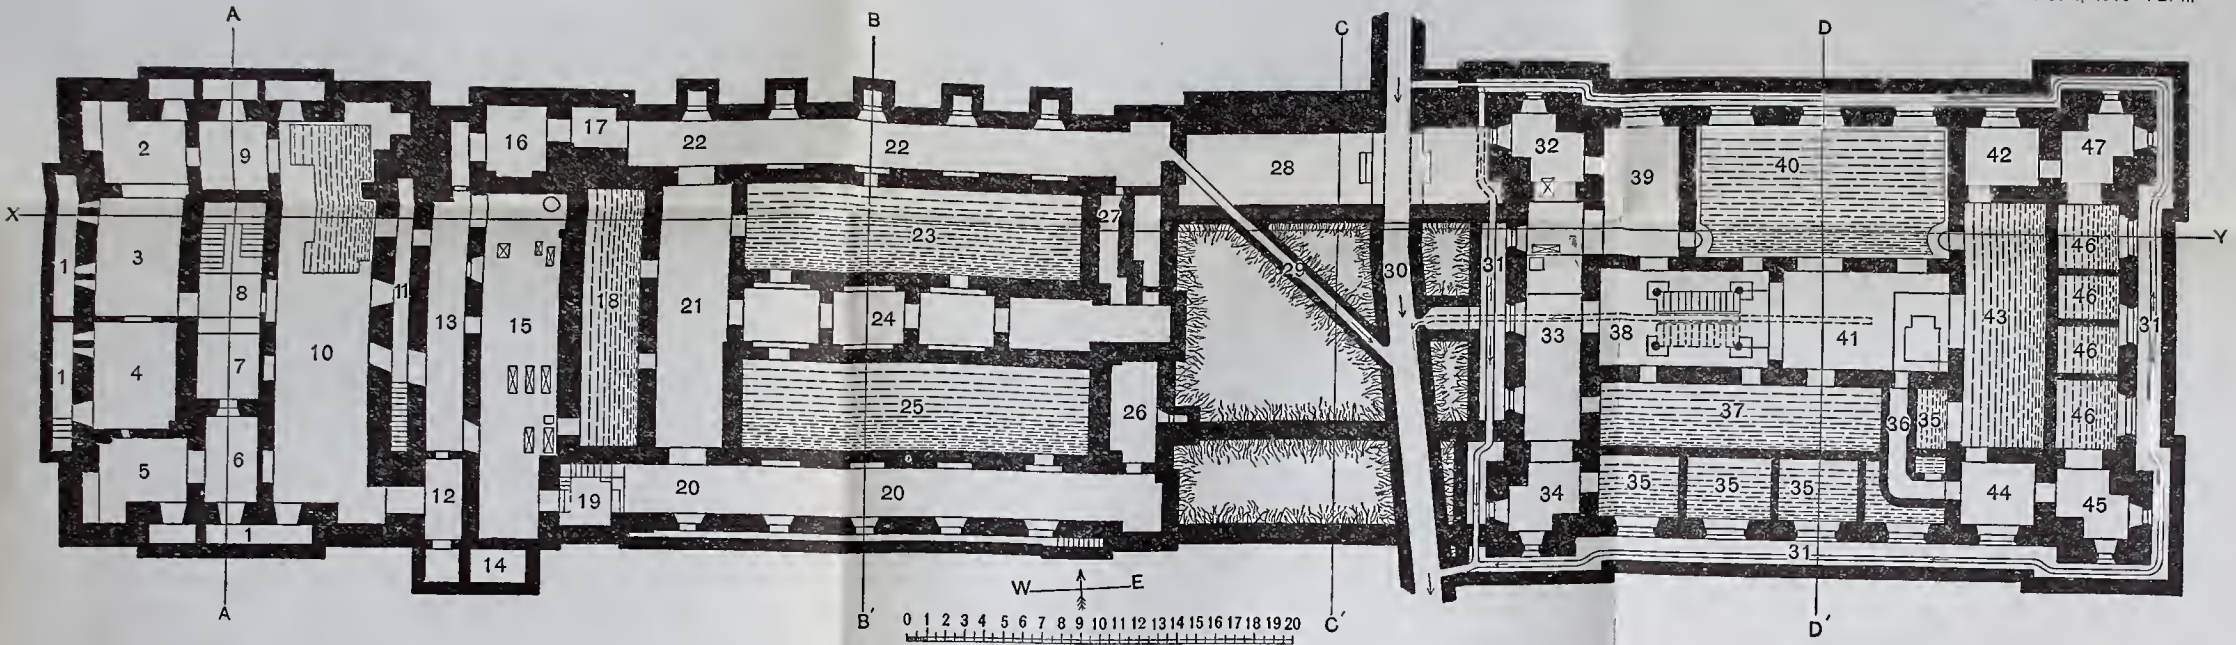 A B C D
2 9 16 17 22 22 28 32 39 40 42 47
X 27 Y
1 3 8 11 13 15 18 21 23 29 30 31 46
10 24 33 38 41 43 46 31
1 4 7 25 26 37 36 35 46
5 6 12 19 20 20 34 35 35 35 44 45
1 14 31
W E
A B′ C′ D′
0 1 2 3 4 5 6 7 8 9 10 11 12 13 14 15 16 17 18 19 20